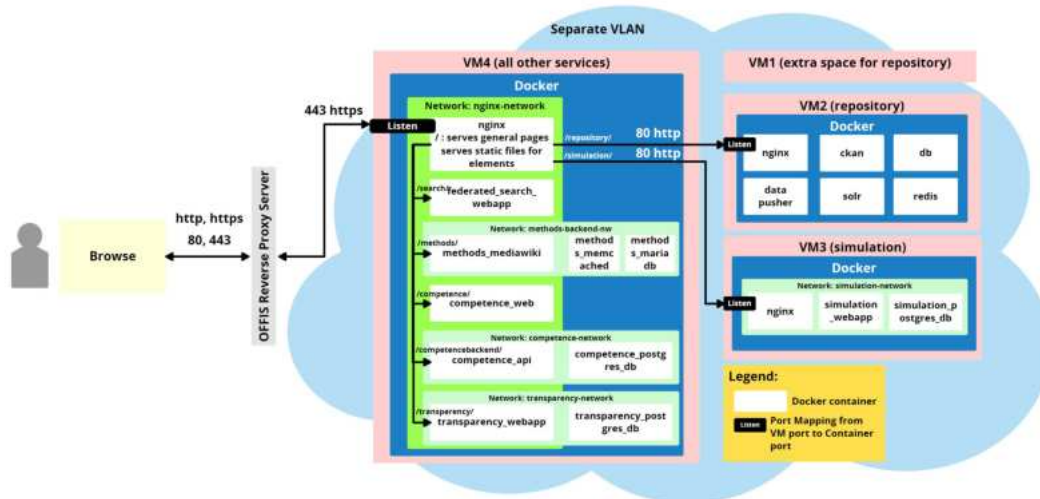 Separate VLAN
VM4 (all other services)
Docker
Network: nginx-network
443 https
Listen
nginx
/ : serves general pages
serves static files for
elements
/repository/
80 http
/simulation/
80 http
/search/
federated_search_
webapp
Network: methods-backend-nw
/methods/
methods_mediawiki
method
s_memc
ached
method
s_maria
db
/competence/
competence_web
Network: competence-network
/competencebackend/
competence_api
competence_postg
res_db
Network: transparency-network
/transperency/
transparency_webapp
transparency_post
gres_db
http, https
80, 443
Browse
OFFIS Reverse Proxy Server
VM1 (extra space for repository)
VM2 (repository)
Docker
Listen
nginx
ckan
db
data
pusher
solr
redis
VM3 (simulation)
Docker
Network: simulation-network
Listen
nginx
simulation
_webapp
simulation_p
ostgres_db
Legend:
Docker container
Listen
Port Mapping from
VM port to Container
port